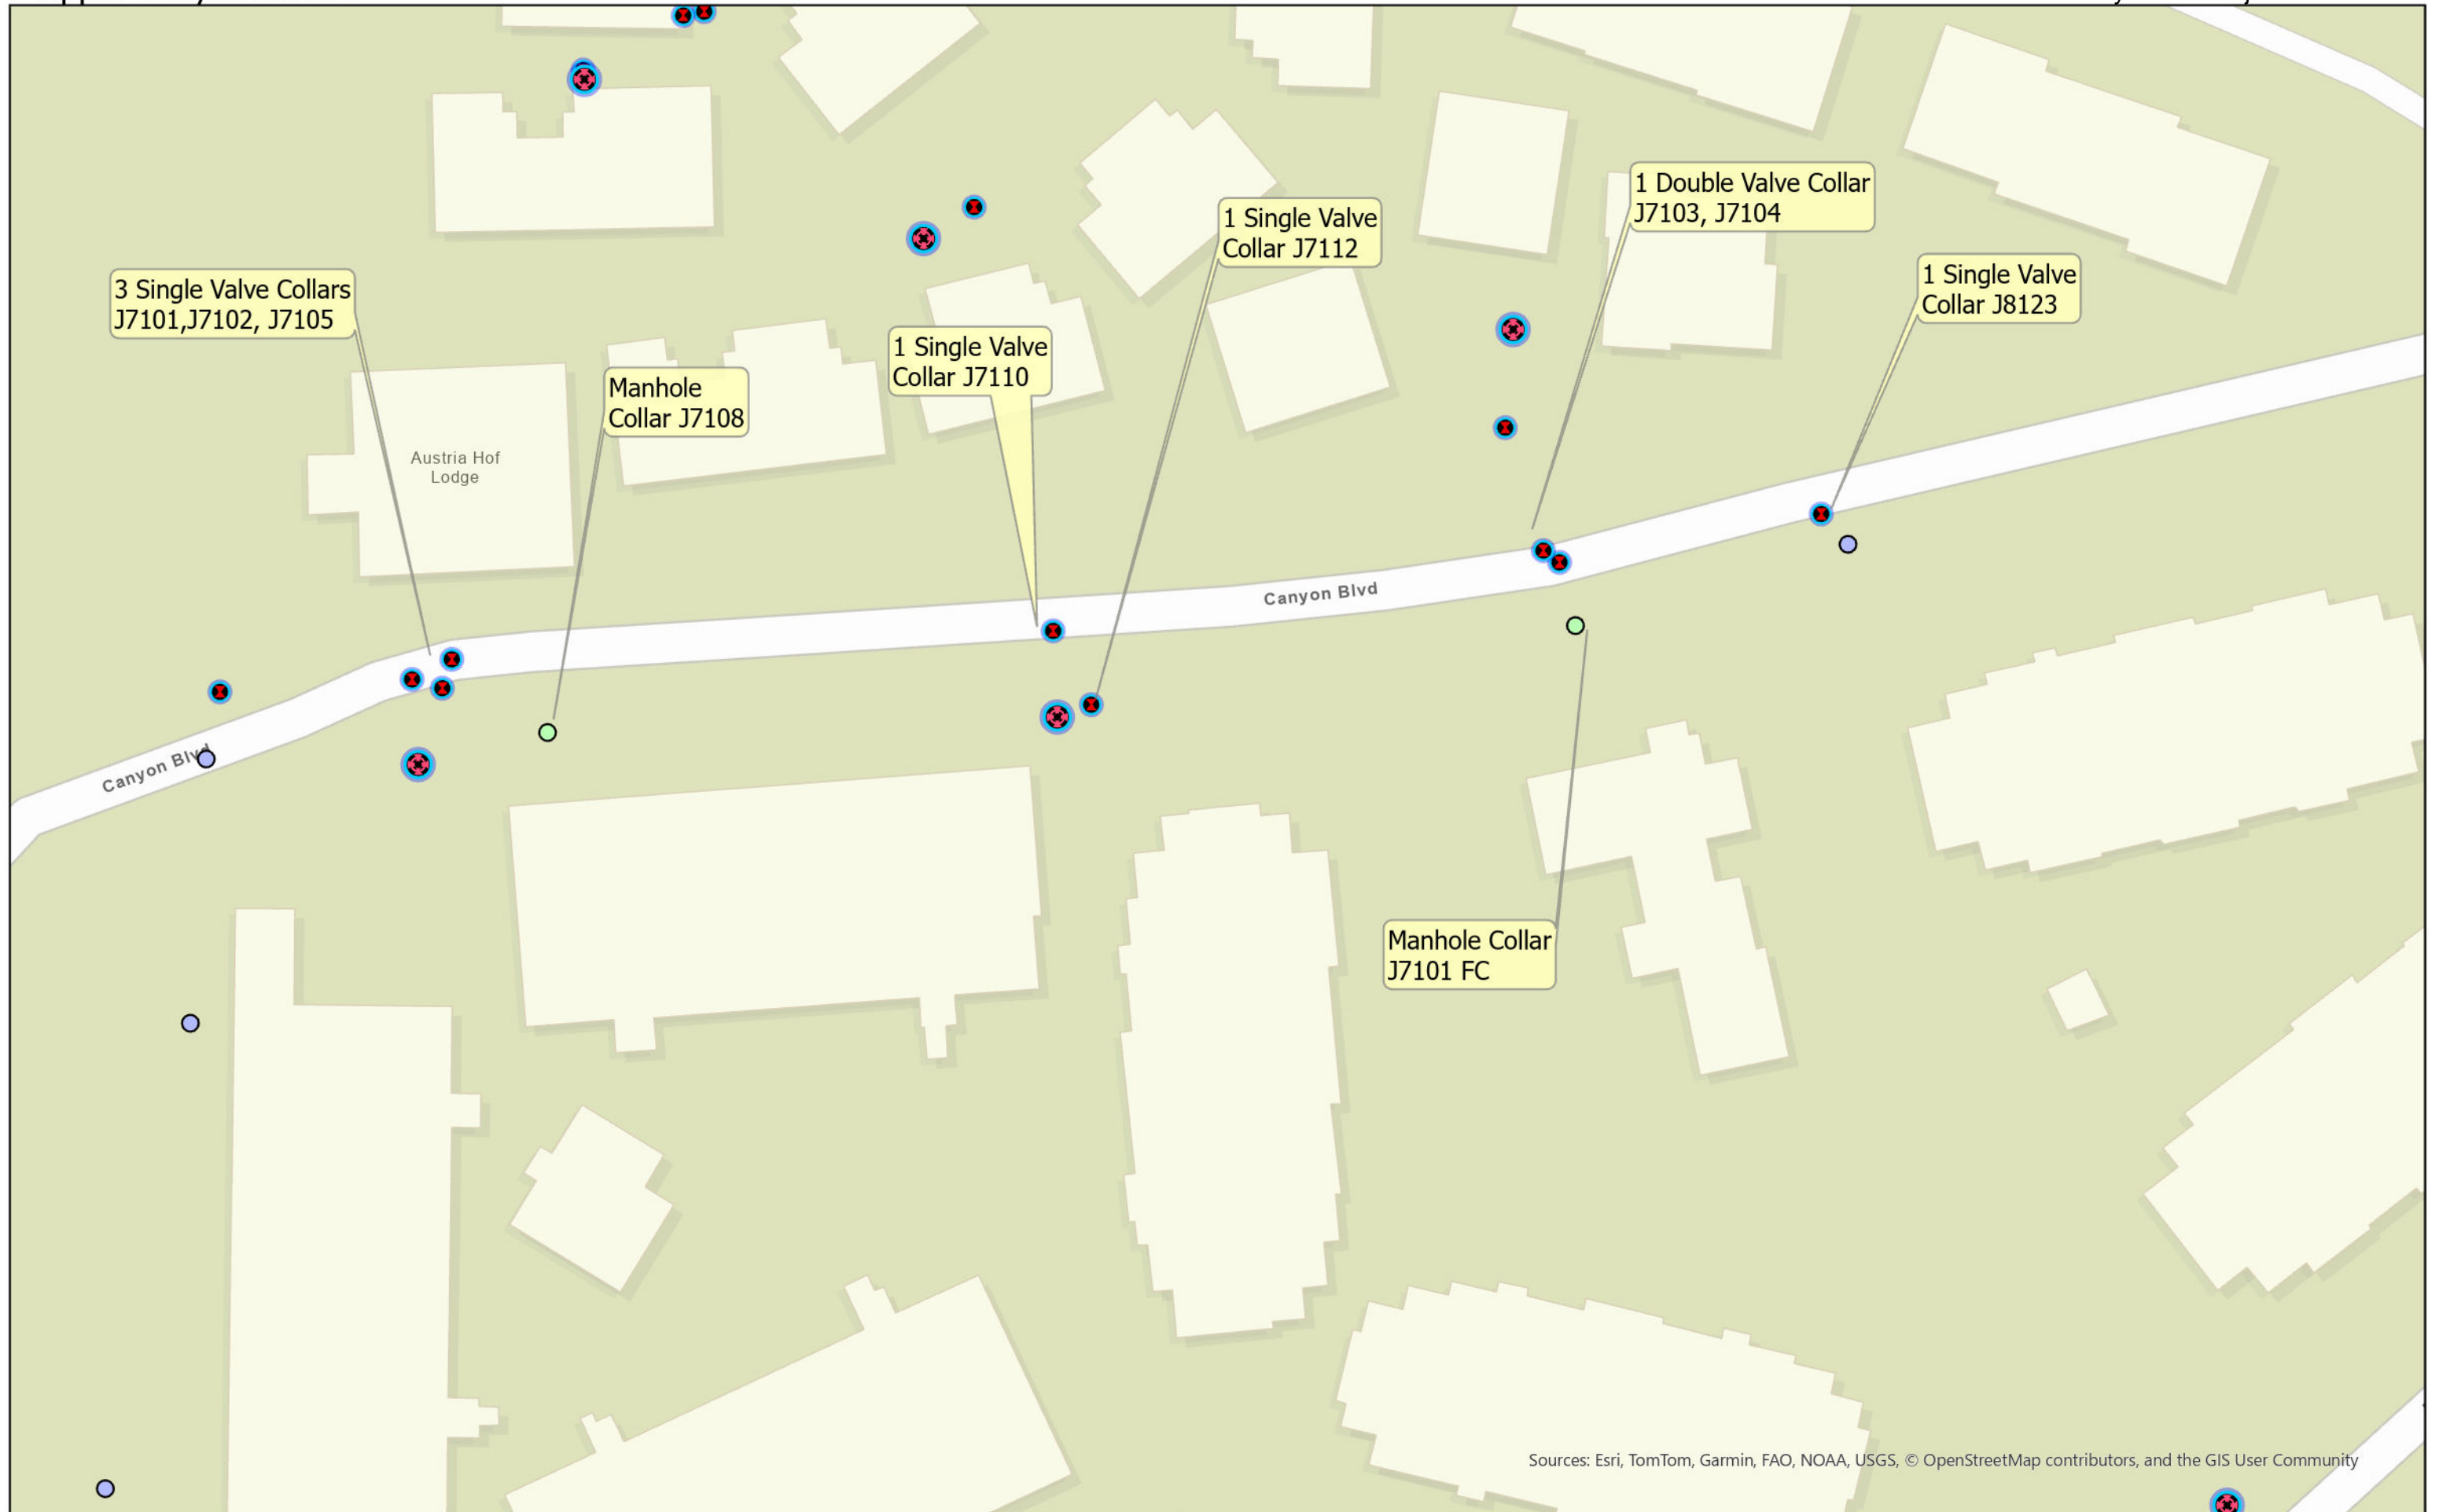 1 Double Valve Collar
J7103, J7104
1 Single Valve
Collar J7112
1 Single Valve
Collar J8123
3 Single Valve Collars
J7101,J7102, J7105
1 Single Valve
Collar J7110
Manhole
Collar J7108
Austria Hof
Lodge
Canyon Blvd
Canyon Blvd
Manhole Collar
J7101 FC
Sources: Esri, TomTom, Garmin, FAO, NOAA, USGS, © OpenStreetMap contributors, and the GIS User Community